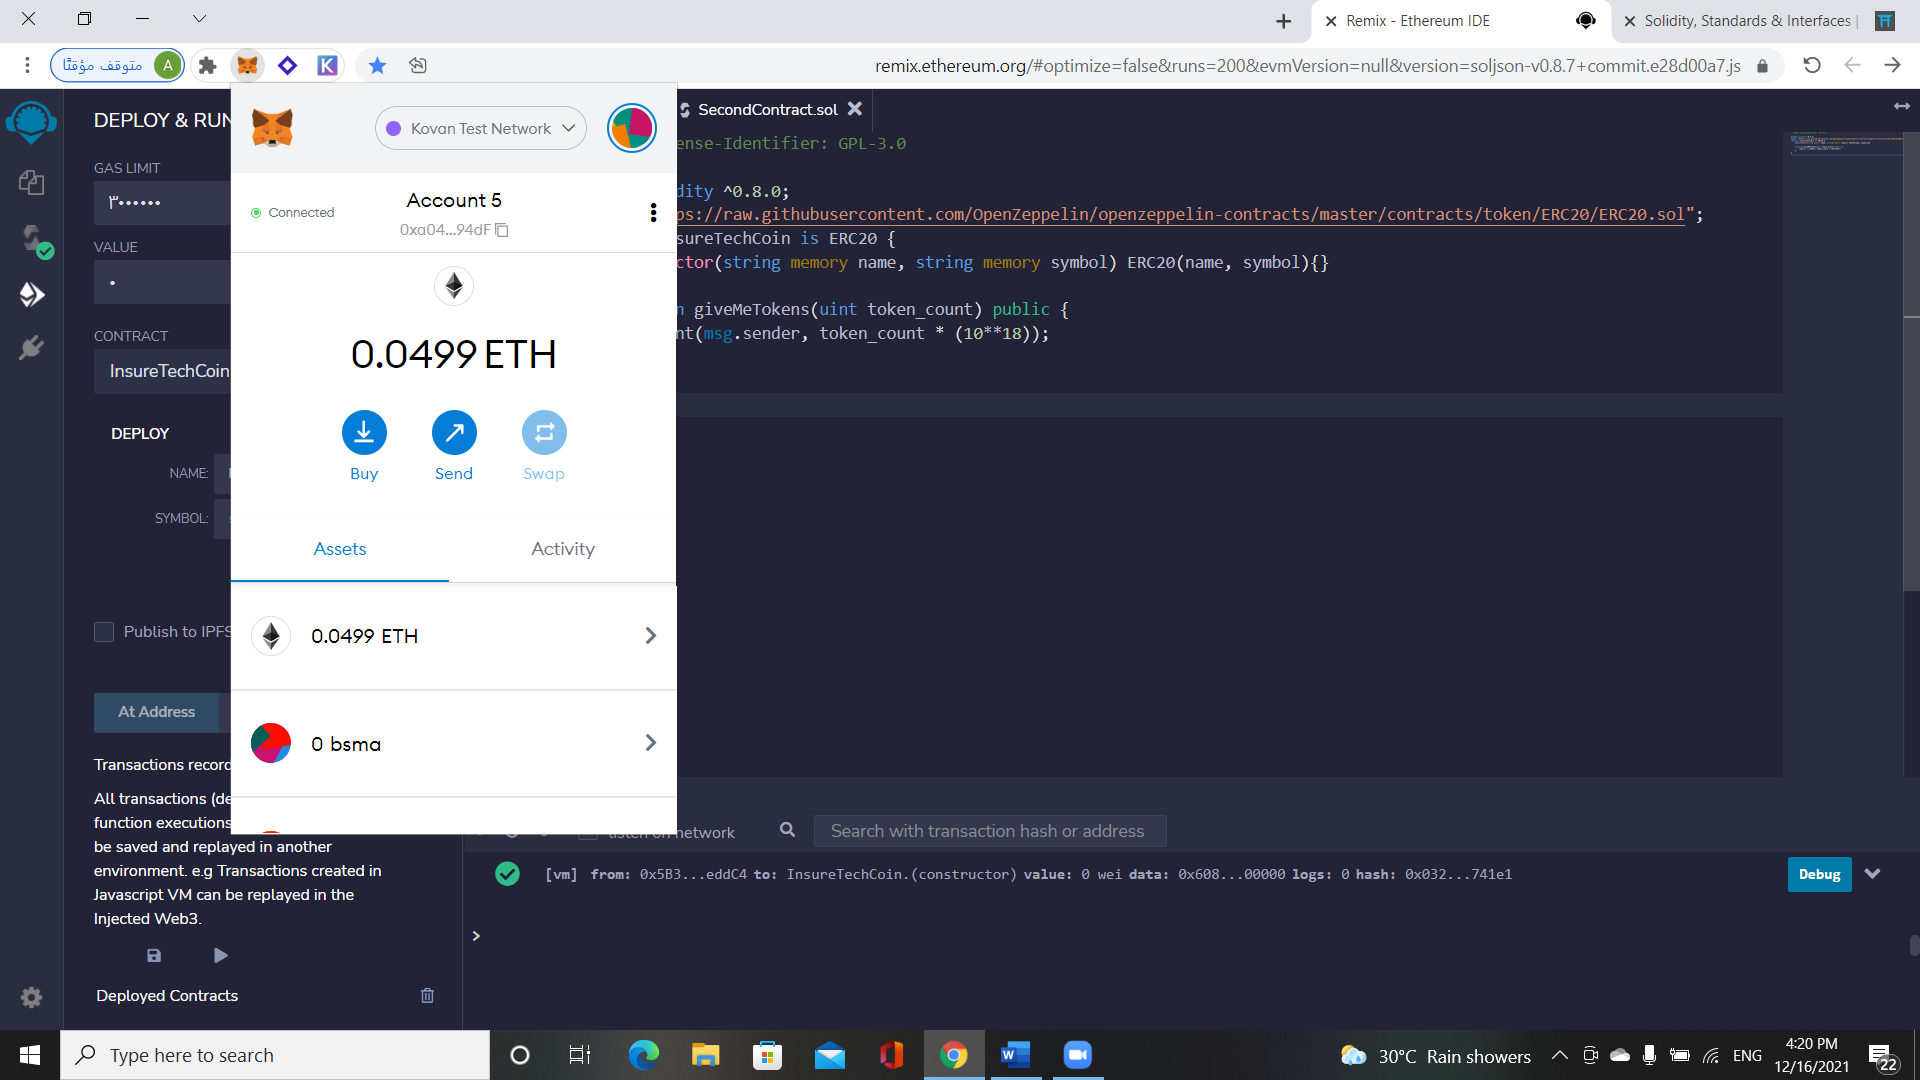 Remix - Ethereum IDE
Solidity, Standards & Interfaces |
متوقف مؤقتًا
A
K
remix.ethereum.org/#optimize=false&runs=200&evmVersion=null&version=soljson-v0.8.7+commit.e28d00a7.js
DEPLOY & RUN
GAS LIMIT
٣٠٠٠٠٠٠
VALUE
٠
CONTRACT
InsureTechCoin
DEPLOY
NAME:
SYMBOL:
Publish to IPFS
At Address
Transactions record
All transactions (de
function executions
be saved and replayed in another
environment. e.g Transactions created in
Javascript VM can be replayed in the
Injected Web3.
Deployed Contracts
Kovan Test Network
Connected
Account 5
0xa04...94dF
0.0499 ETH
Buy
Send
Swap
Assets
Activity
0.0499 ETH
0 bsma
SecondContract.sol
ense-Identifier: GPL-3.0
dity ^0.8.0;
ps://raw.githubusercontent.com/OpenZeppelin/openzeppelin-contracts/master/contracts/token/ERC20/ERC20.sol";
sureTechCoin is ERC20 {
ctor(string memory name, string memory symbol) ERC20(name, symbol){}
n giveMeTokens(uint token_count) public {
nt(msg.sender, token_count * (10**18));
listen on network
Search with transaction hash or address
[vm] from: 0x5B3...eddC4 to: InsureTechCoin.(constructor) value: 0 wei data: 0x608...00000 logs: 0 hash: 0x032...741e1
Debug
>
Type here to search
30°C Rain showers
ENG
4:20 PM
12/16/2021
22